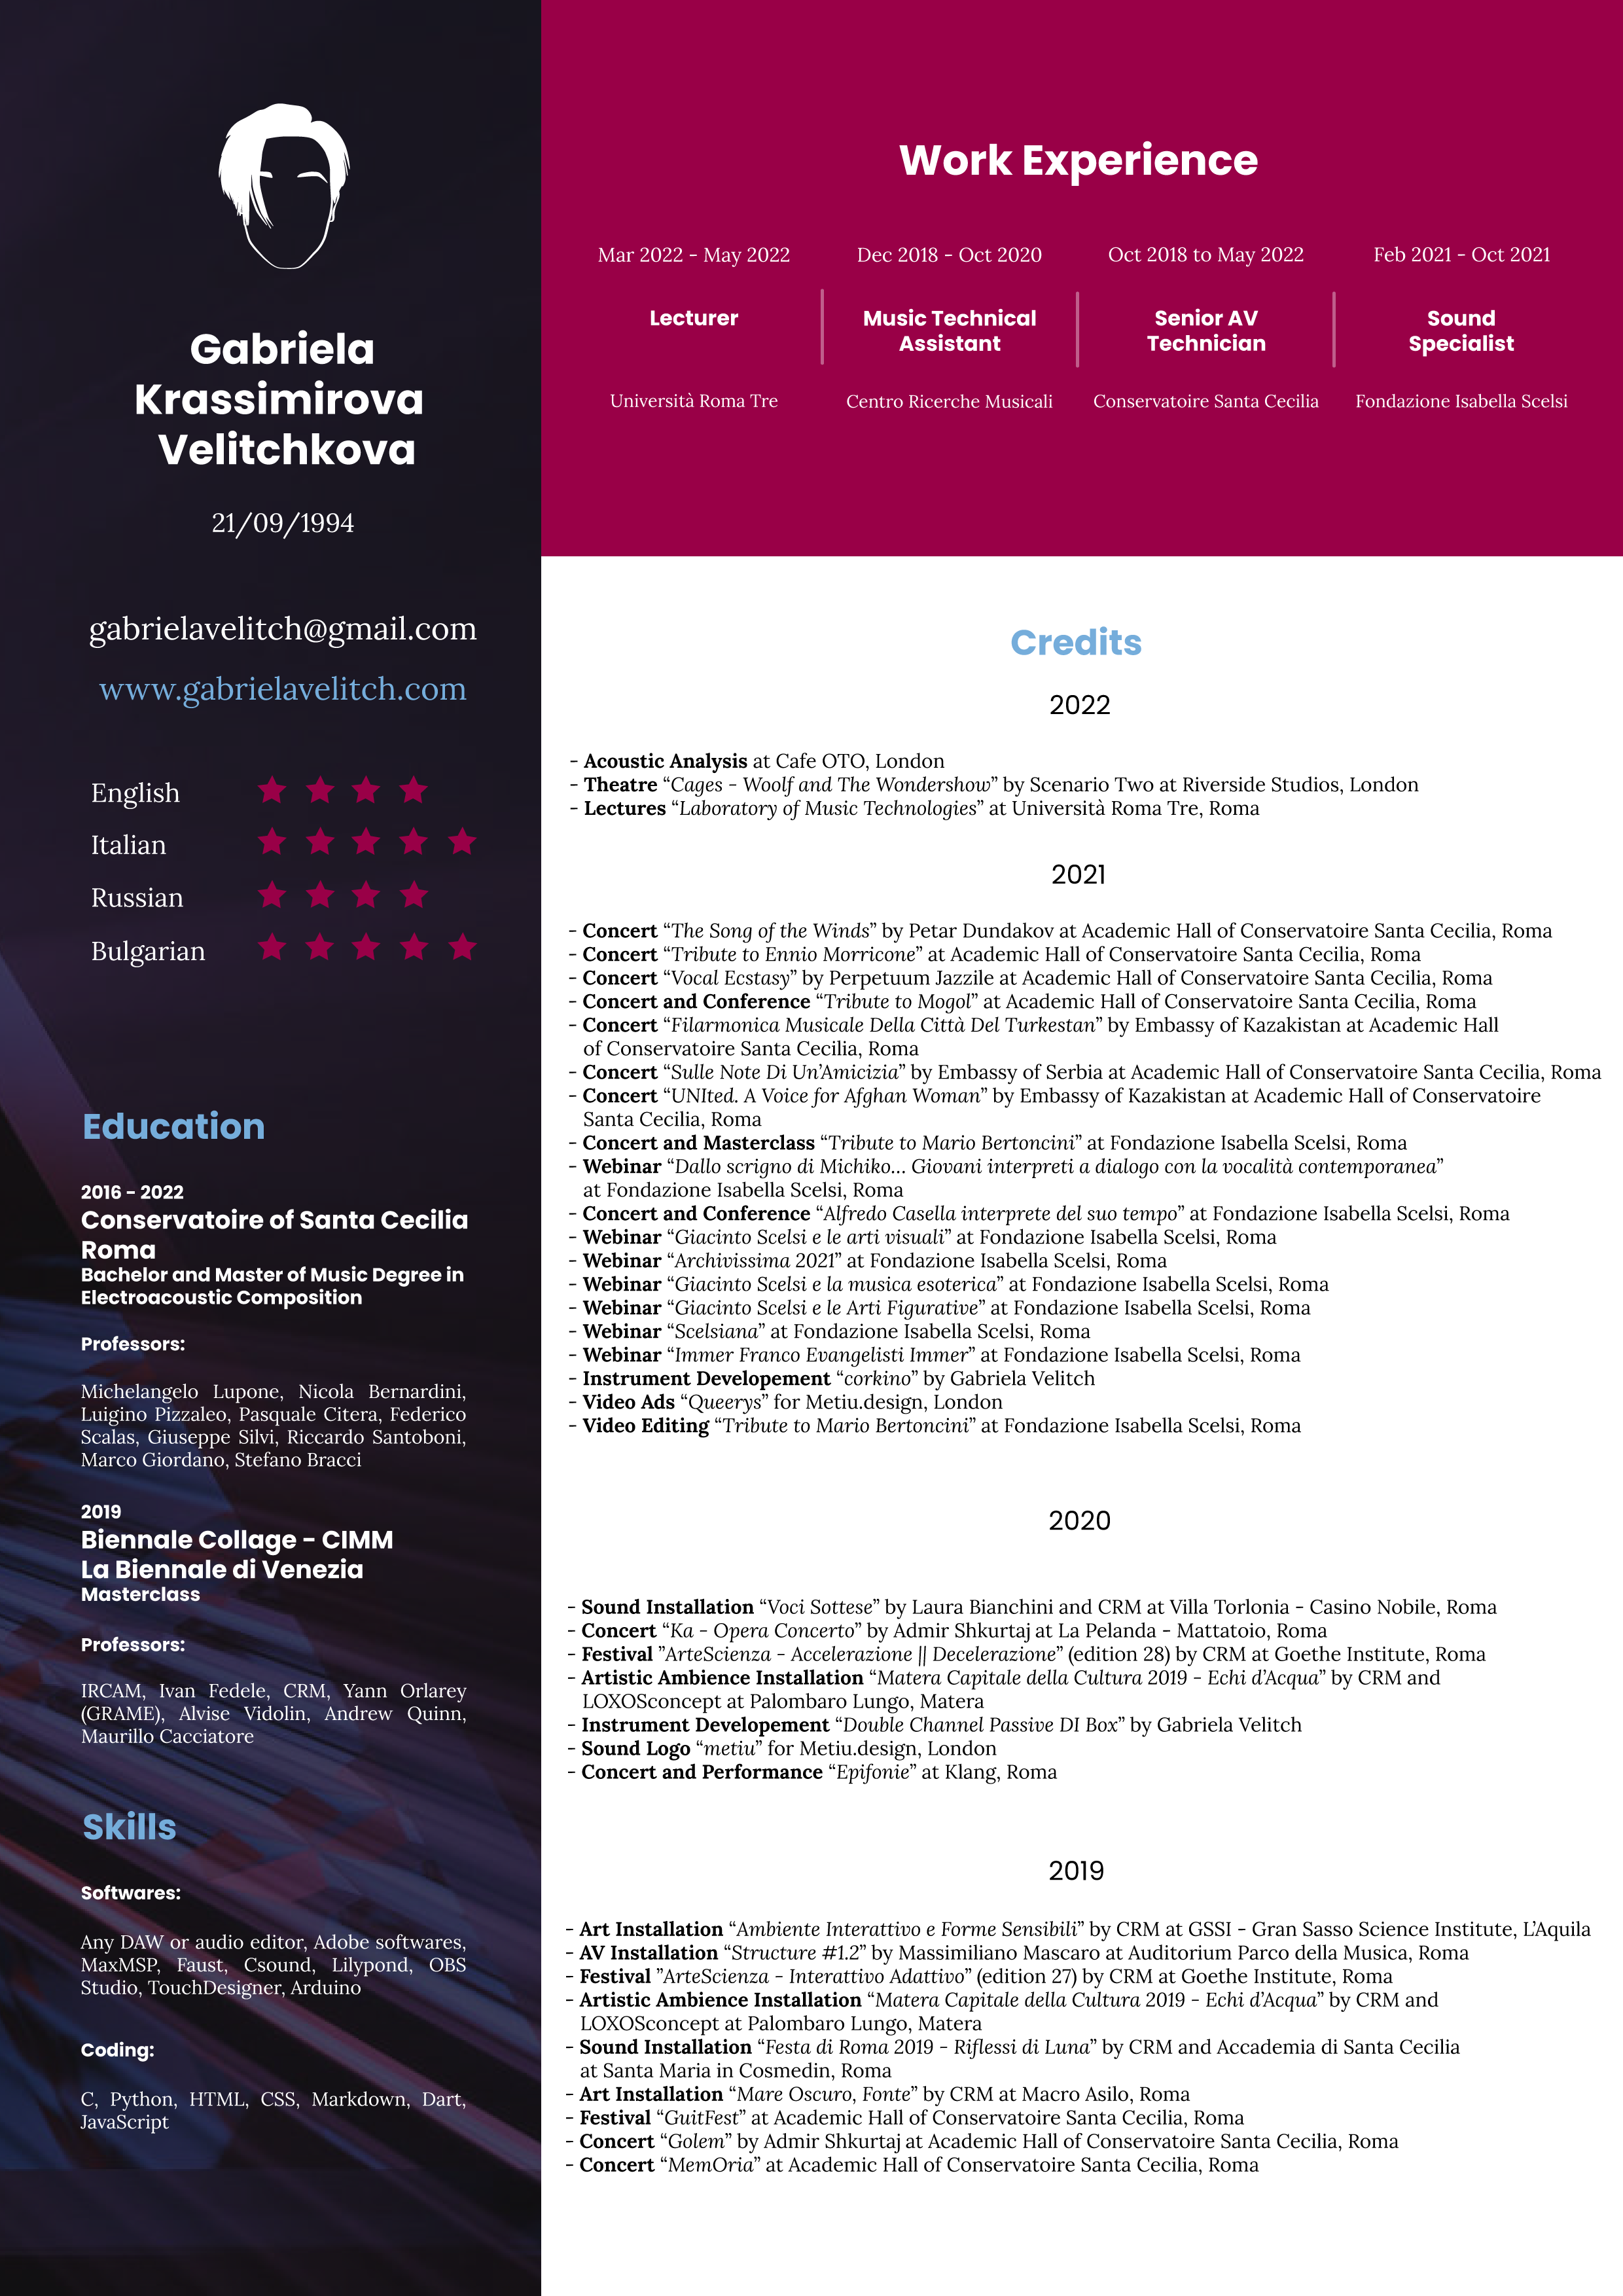 Gabriela
Krassimirova
Velitchkova
21/09/1994
gabrielavelitch@gmail.com
www.gabrielavelitch.com
English
Italian
Russian
Bulgarian
Education
2016 - 2022
Conservatoire of Santa Cecilia
Roma
Bachelor and Master of Music Degree in
Electroacoustic Composition
Professors:
Michelangelo Lupone, Nicola Bernardini,
Luigino Pizzaleo, Pasquale Citera, Federico
Scalas, Giuseppe Silvi, Riccardo Santoboni,
Marco Giordano, Stefano Bracci
2019
Biennale Collage - CIMM
La Biennale di Venezia
Masterclass
Professors:
IRCAM, Ivan Fedele, CRM, Yann Orlarey
(GRAME), Alvise Vidolin, Andrew Quinn,
Maurillo Cacciatore
Skills
Softwares:
Any DAW or audio editor, Adobe softwares,
MaxMSP, Faust, Csound, Lilypond, OBS
Studio, TouchDesigner, Arduino
Coding:
C, Python, HTML, CSS, Markdown, Dart,
JavaScript
Work Experience
Mar 2022 - May 2022
Lecturer
Università Roma Tre
Dec 2018 - Oct 2020
Music Technical
Assistant
Centro Ricerche Musicali
Oct 2018 to May 2022
Senior AV
Technician
Conservatoire Santa Cecilia
Feb 2021 - Oct 2021
Sound
Specialist
Fondazione Isabella Scelsi
Credits
2022
- Acoustic Analysis at Cafe OTO, London
- Theatre “Cages - Woolf and The Wondershow” by Scenario Two at Riverside Studios, London
- Lectures “Laboratory of Music Technologies” at Università Roma Tre, Roma
2021
- Concert “The Song of the Winds” by Petar Dundakov at Academic Hall of Conservatoire Santa Cecilia, Roma
- Concert “Tribute to Ennio Morricone” at Academic Hall of Conservatoire Santa Cecilia, Roma
- Concert “Vocal Ecstasy” by Perpetuum Jazzile at Academic Hall of Conservatoire Santa Cecilia, Roma
- Concert and Conference “Tribute to Mogol” at Academic Hall of Conservatoire Santa Cecilia, Roma
- Concert “Filarmonica Musicale Della Città Del Turkestan” by Embassy of Kazakistan at Academic Hall
of Conservatoire Santa Cecilia, Roma
- Concert “Sulle Note Di Un’Amicizia” by Embassy of Serbia at Academic Hall of Conservatoire Santa Cecilia, Roma
- Concert “UNIted. A Voice for Afghan Woman” by Embassy of Kazakistan at Academic Hall of Conservatoire
Santa Cecilia, Roma
- Concert and Masterclass “Tribute to Mario Bertoncini” at Fondazione Isabella Scelsi, Roma
- Webinar “Dallo scrigno di Michiko... Giovani interpreti a dialogo con la vocalità contemporanea”
at Fondazione Isabella Scelsi, Roma
- Concert and Conference “Alfredo Casella interprete del suo tempo” at Fondazione Isabella Scelsi, Roma
- Webinar “Giacinto Scelsi e le arti visuali” at Fondazione Isabella Scelsi, Roma
- Webinar “Archivissima 2021” at Fondazione Isabella Scelsi, Roma
- Webinar “Giacinto Scelsi e la musica esoterica” at Fondazione Isabella Scelsi, Roma
- Webinar “Giacinto Scelsi e le Arti Figurative” at Fondazione Isabella Scelsi, Roma
- Webinar “Scelsiana” at Fondazione Isabella Scelsi, Roma
- Webinar “Immer Franco Evangelisti Immer” at Fondazione Isabella Scelsi, Roma
- Instrument Developement “corkino” by Gabriela Velitch
- Video Ads “Queerys” for Metiu.design, London
- Video Editing “Tribute to Mario Bertoncini” at Fondazione Isabella Scelsi, Roma
2020
- Sound Installation “Voci Sottese” by Laura Bianchini and CRM at Villa Torlonia - Casino Nobile, Roma
- Concert “Ka - Opera Concerto” by Admir Shkurtaj at La Pelanda - Mattatoio, Roma
- Festival ”ArteScienza - Accelerazione || Decelerazione” (edition 28) by CRM at Goethe Institute, Roma
- Artistic Ambience Installation “Matera Capitale della Cultura 2019 - Echi d’Acqua” by CRM and
LOXOSconcept at Palombaro Lungo, Matera
- Instrument Developement “Double Channel Passive DI Box” by Gabriela Velitch
- Sound Logo “metiu” for Metiu.design, London
- Concert and Performance “Epifonie” at Klang, Roma
2019
- Art Installation “Ambiente Interattivo e Forme Sensibili” by CRM at GSSI - Gran Sasso Science Institute, L’Aquila
- AV Installation “Structure #1.2” by Massimiliano Mascaro at Auditorium Parco della Musica, Roma
- Festival ”ArteScienza - Interattivo Adattivo” (edition 27) by CRM at Goethe Institute, Roma
- Artistic Ambience Installation “Matera Capitale della Cultura 2019 - Echi d’Acqua” by CRM and
LOXOSconcept at Palombaro Lungo, Matera
- Sound Installation “Festa di Roma 2019 - Riflessi di Luna” by CRM and Accademia di Santa Cecilia
at Santa Maria in Cosmedin, Roma
- Art Installation “Mare Oscuro, Fonte” by CRM at Macro Asilo, Roma
- Festival “GuitFest” at Academic Hall of Conservatoire Santa Cecilia, Roma
- Concert “Golem” by Admir Shkurtaj at Academic Hall of Conservatoire Santa Cecilia, Roma
- Concert “MemOria” at Academic Hall of Conservatoire Santa Cecilia, Roma